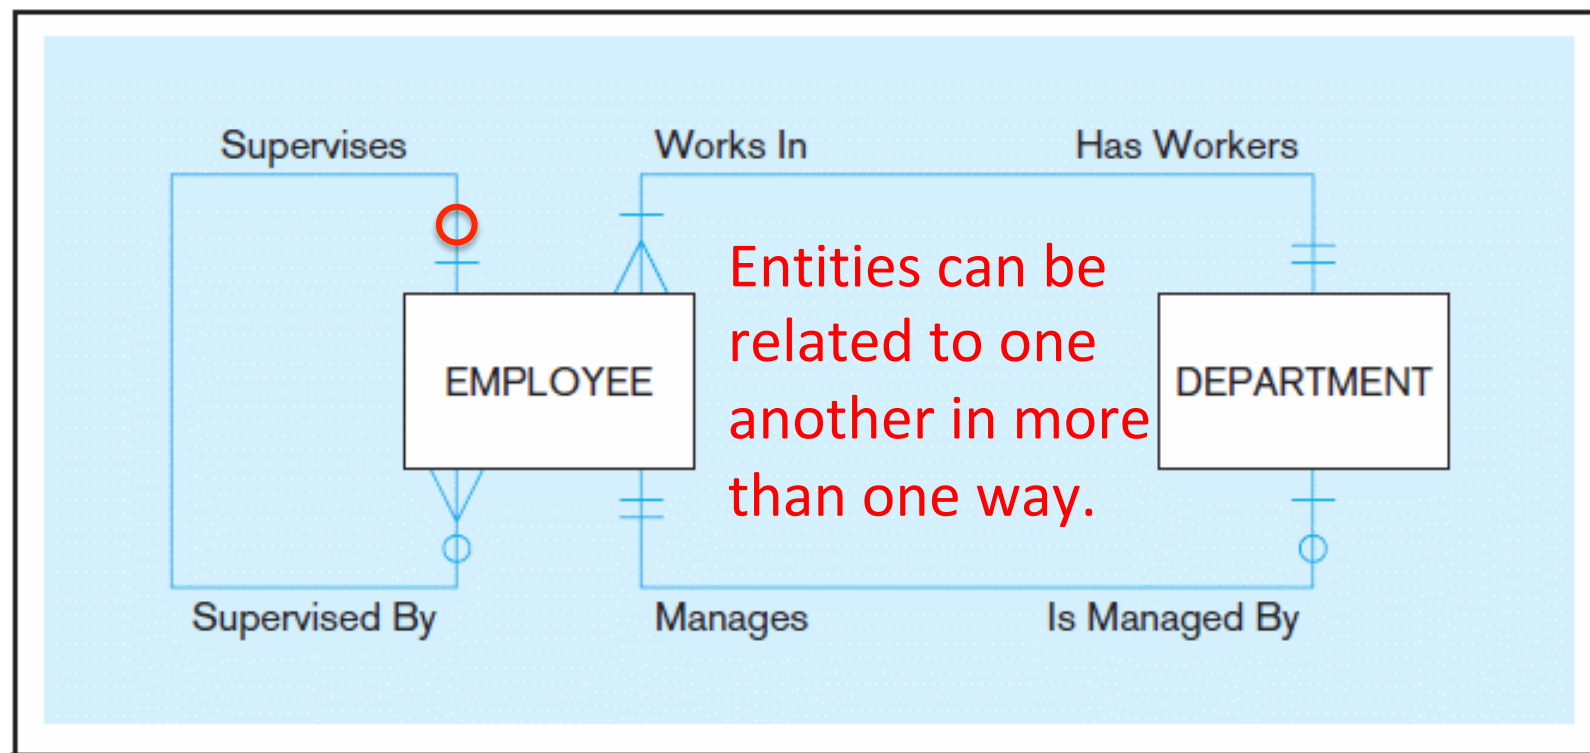 Supervises
Works In
Has Workers
Entities can be
related to one
another in more
than one way.
EMPLOYEE
DEPARTMENT
Supervised By
Manages
Is Managed By